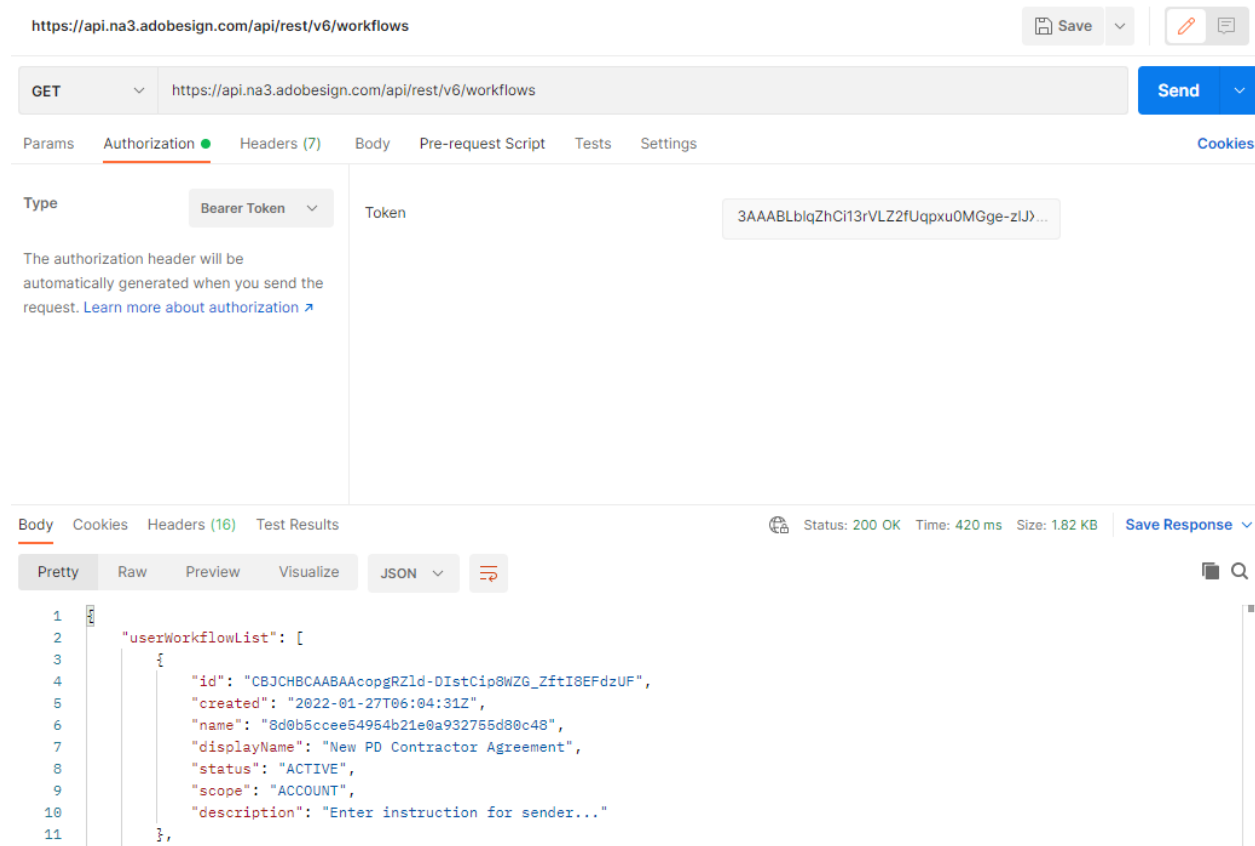 https://api.na3.adobesign.com/api/rest/v6/workflows
Save
GET
https://api.na3.adobesign.com/api/rest/v6/workflows
Send
Params Authorization Headers (7) Body Pre-request Script Tests Settings Cookies
Type
Bearer Token
Token
3AAABLblqZhCi13rVLZ2fUqpxu0MGge-zlJX...
The authorization header will be
automatically generated when you send the
request. Learn more about authorization ↗
Body Cookies Headers (16) Test Results Status: 200 OK Time: 420 ms Size: 1.82 KB Save Response
Pretty Raw Preview Visualize JSON
1 {
2 "userWorkflowList": [
3 {
4 "id": "CBJCHBCAABAAcopgRZld-DIstCip8WZG_ZftI8EFdzUF",
5 "created": "2022-01-27T06:04:31Z",
6 "name": "8d0b5ccee54954b21e0a932755d80c48",
7 "displayName": "New PD Contractor Agreement",
8 "status": "ACTIVE",
9 "scope": "ACCOUNT",
10 "description": "Enter instruction for sender..."
11 },